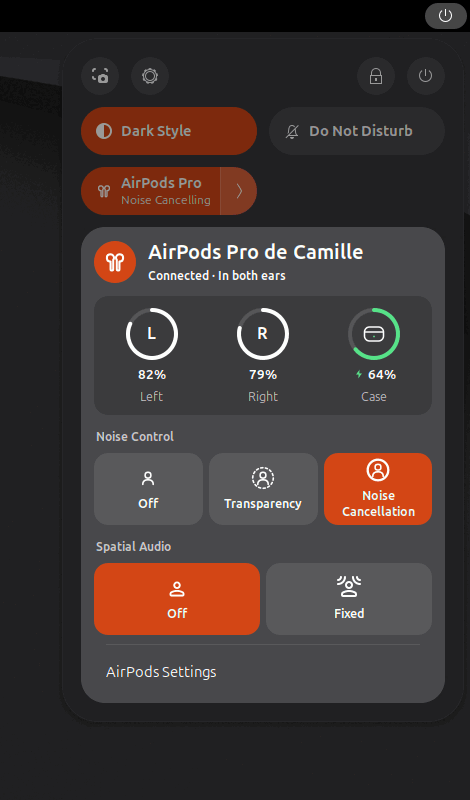 Dark Style
Do Not Disturb
AirPods Pro
Noise Cancelling
AirPods Pro de Camille
Connected · In both ears
L
R
82%
79%
64%
Left
Right
Case
Noise Control
Off
Transparency
Noise
Cancellation
Spatial Audio
Off
Fixed
AirPods Settings